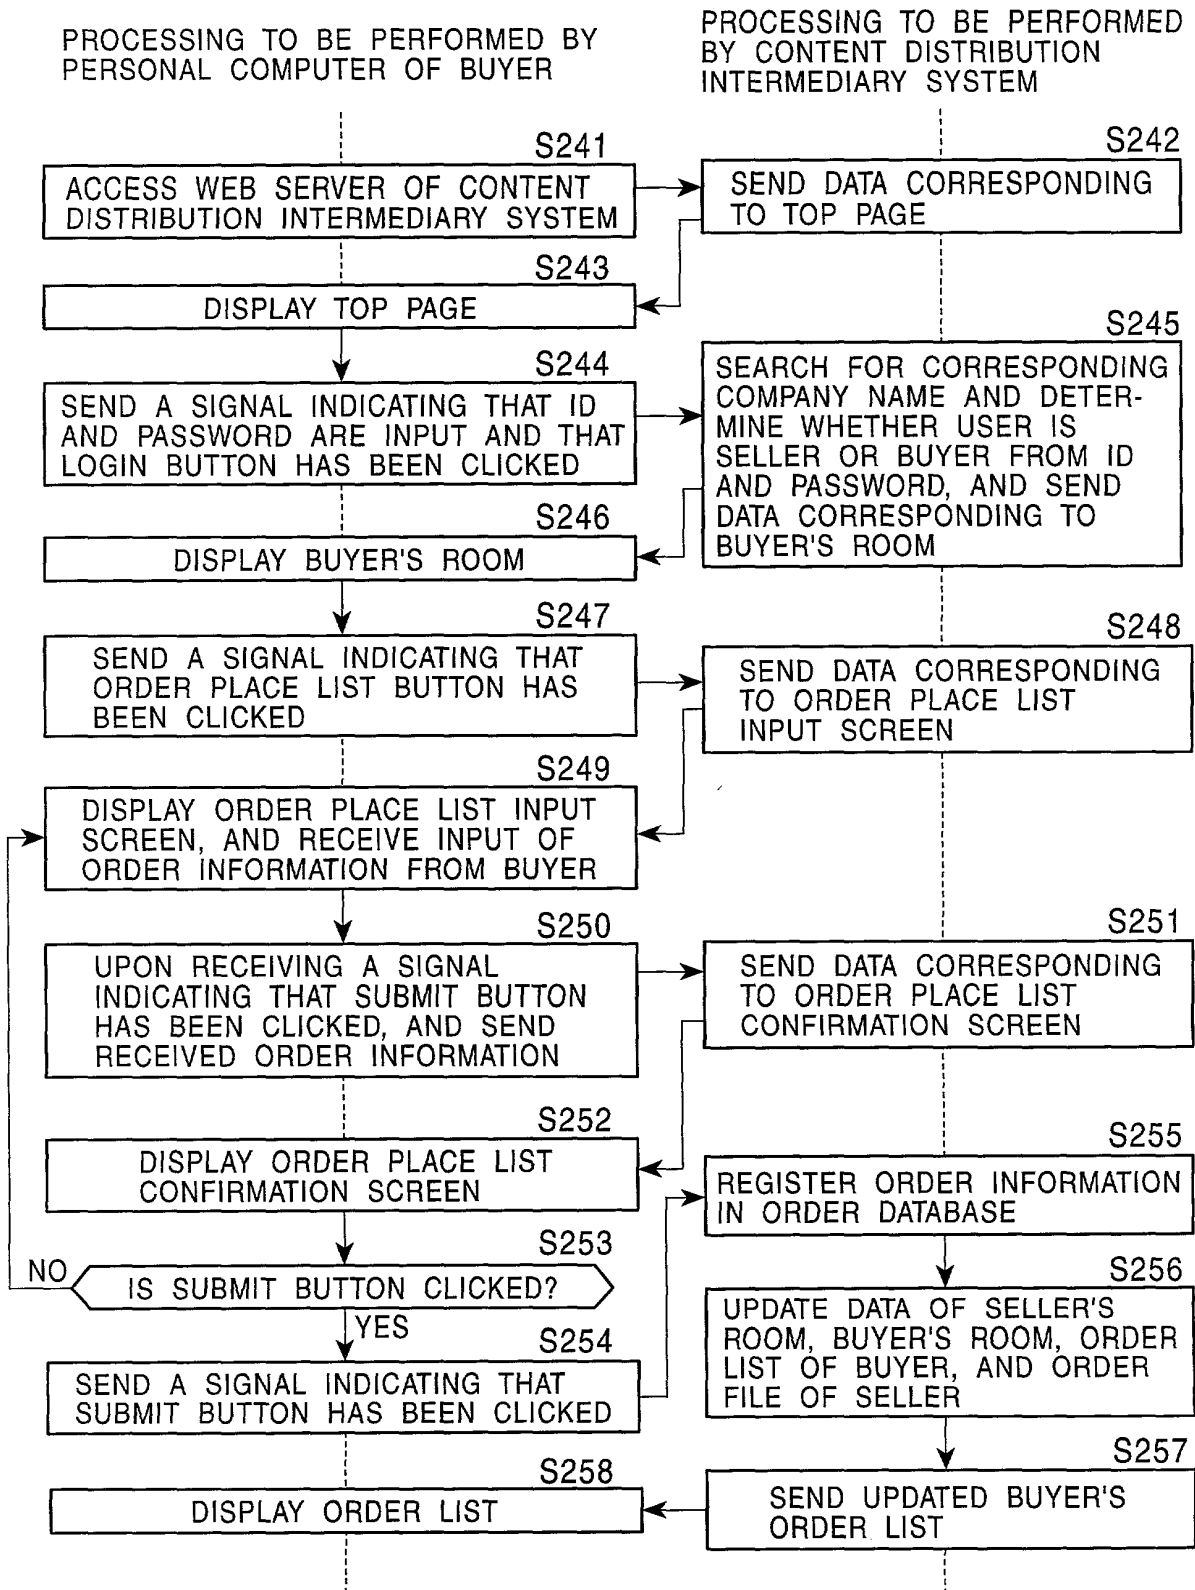 PROCESSING TO BE PERFORMED BY
PERSONAL COMPUTER OF BUYER
PROCESSING TO BE PERFORMED
BY CONTENT DISTRIBUTION
INTERMEDIARY SYSTEM
S241
ACCESS WEB SERVER OF CONTENT
DISTRIBUTION INTERMEDIARY SYSTEM
S242
SEND DATA CORRESPONDING
TO TOP PAGE
S243
DISPLAY TOP PAGE
S244
SEND A SIGNAL INDICATING THAT ID
AND PASSWORD ARE INPUT AND THAT
LOGIN BUTTON HAS BEEN CLICKED
S245
SEARCH FOR CORRESPONDING
COMPANY NAME AND DETER-
MINE WHETHER USER IS
SELLER OR BUYER FROM ID
AND PASSWORD, AND SEND
DATA CORRESPONDING TO
BUYER'S ROOM
S246
DISPLAY BUYER'S ROOM
S247
SEND A SIGNAL INDICATING THAT
ORDER PLACE LIST BUTTON HAS
BEEN CLICKED
S248
SEND DATA CORRESPONDING
TO ORDER PLACE LIST
INPUT SCREEN
S249
DISPLAY ORDER PLACE LIST INPUT
SCREEN, AND RECEIVE INPUT OF
ORDER INFORMATION FROM BUYER
S250
UPON RECEIVING A SIGNAL
INDICATING THAT SUBMIT BUTTON
HAS BEEN CLICKED, AND SEND
RECEIVED ORDER INFORMATION
S251
SEND DATA CORRESPONDING
TO ORDER PLACE LIST
CONFIRMATION SCREEN
S252
DISPLAY ORDER PLACE LIST
CONFIRMATION SCREEN
S253
IS SUBMIT BUTTON CLICKED?
NO
YES
S254
SEND A SIGNAL INDICATING THAT
SUBMIT BUTTON HAS BEEN CLICKED
S255
REGISTER ORDER INFORMATION
IN ORDER DATABASE
S256
UPDATE DATA OF SELLER'S
ROOM, BUYER'S ROOM, ORDER
LIST OF BUYER, AND ORDER
FILE OF SELLER
S257
SEND UPDATED BUYER'S
ORDER LIST
S258
DISPLAY ORDER LIST